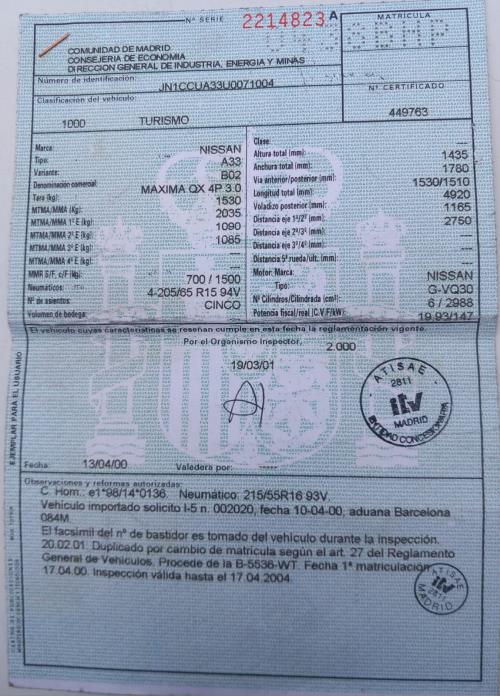 Nº SERIE 2214823 A
MATRICULA
COMUNIDAD DE MADRID
CONSEJERIA DE ECONOMIA
DIRECCION GENERAL DE INDUSTRIA, ENERGIA Y MINAS
Número de identificación: JN1CCUA33U0071004
Nº CERTIFICADO
449763
Clasificación del vehículo:
1000 TURISMO
Marca: NISSAN
Tipo: A33
Variante: B02
Denominación comercial: MAXIMA QX 4P 3.0
Tara (kg): 1530
MTMA/MMA (Kg): 2035
MTMA/MMA 1º E (kg): 1090
MTMA/MMA 2º E (kg): 1085
MTMA/MMA 3º E (kg): ---
MTMA/MMA 4º E (kg): ---
MMR S/F, c/F (kg): 700 / 1500
Neumáticos: 4-205/65 R15 94V
Nº de asientos: CINCO
Volumen de bodega: ---
Clase: ---
Altura total (mm): 1435
Anchura total (mm): 1780
Vía anterior/posterior (mm): 1530/1510
Longitud total (mm): 4920
Voladizo posterior (mm): 1165
Distancia eje 1º/2º (mm): 2750
Distancia eje 2º/3º (mm): ---
Distancia eje 3º/4º (mm): ---
Distancia 5ª rueda/ult. (mm): ---
Motor: Marca: NISSAN
Tipo: G-VQ30
Nº Cilindros/Cilindrada (cm³): 6 / 2988
Potencia fiscal/real (C.V.F/kW): 19.93/147
El vehículo cuyas características se reseñan cumple en esta fecha la reglamentación vigente.
Por el Organismo Inspector, 2.000
19/03/01
ATISAE
2811
itv
MADRID
ENTIDAD CONCESIONARIA
EJEMPLAR PARA EL USUARIO
Fecha: 13/04/00 Valedera por: -----
Observaciones y reformas autorizadas:
C. Hom.: e1*98/14*0136. Neumático: 215/55R16 93V.
Vehículo importado solicito I-5 n. 002020, fecha 10-04-00, aduana Barcelona
084M.
El facsimil del nº de bastidor es tomado del vehículo durante la inspección.
20.02.01: Duplicado por cambio de matrícula según el art. 27 del Reglamento
General de Vehículos. Procede de la B-5536-WT. Fecha 1ª matriculación
17.04.00. Inspección válida hasta el 17.04.2004.
ATISAE
2811
itv
MADRID